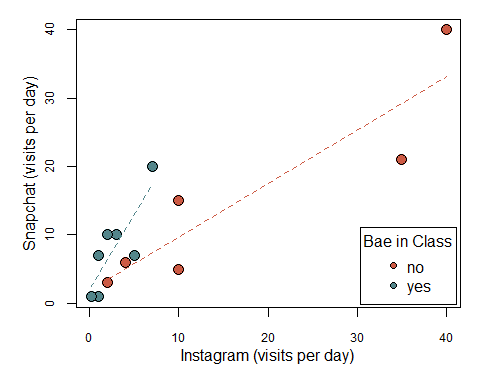 40
30
20
10
0
Snapchat (visits per day)
Bae in Class
no
yes
0
10
20
30
40
Instagram (visits per day)